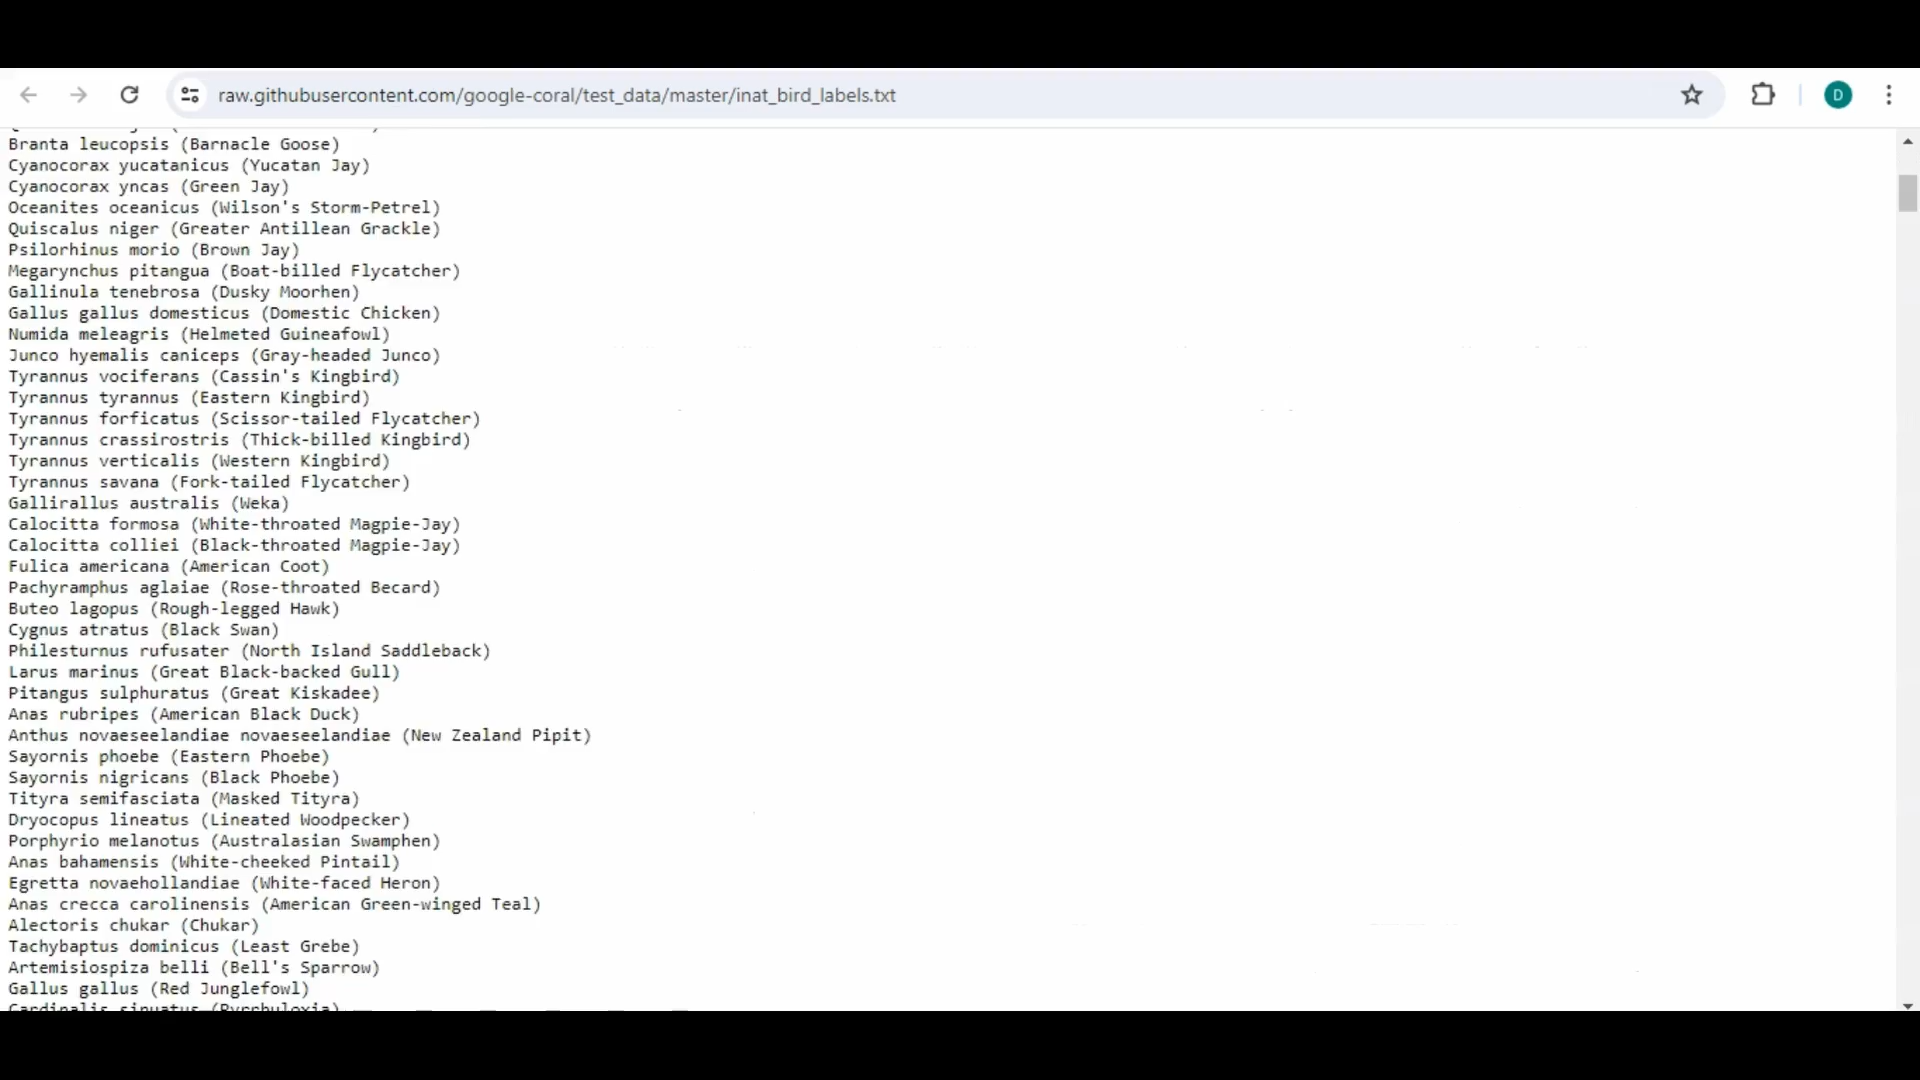 raw.githubusercontent.com/google-coral/test_data/master/inat_bird_labels.txt
D
Branta leucopsis (Barnacle Goose)
Cyanocorax yucatanicus (Yucatan Jay)
Cyanocorax yncas (Green Jay)
Oceanites oceanicus (Wilson's Storm-Petrel)
Quiscalus niger (Greater Antillean Grackle)
Psilorhinus morio (Brown Jay)
Megarynchus pitangua (Boat-billed Flycatcher)
Gallinula tenebrosa (Dusky Moorhen)
Gallus gallus domesticus (Domestic Chicken)
Numida meleagris (Helmeted Guineafowl)
Junco hyemalis caniceps (Gray-headed Junco)
Tyrannus vociferans (Cassin's Kingbird)
Tyrannus tyrannus (Eastern Kingbird)
Tyrannus forficatus (Scissor-tailed Flycatcher)
Tyrannus crassirostris (Thick-billed Kingbird)
Tyrannus verticalis (Western Kingbird)
Tyrannus savana (Fork-tailed Flycatcher)
Gallirallus australis (Weka)
Calocitta formosa (White-throated Magpie-Jay)
Calocitta colliei (Black-throated Magpie-Jay)
Fulica americana (American Coot)
Pachyramphus aglaiae (Rose-throated Becard)
Buteo lagopus (Rough-legged Hawk)
Cygnus atratus (Black Swan)
Philesturnus rufusater (North Island Saddleback)
Larus marinus (Great Black-backed Gull)
Pitangus sulphuratus (Great Kiskadee)
Anas rubripes (American Black Duck)
Anthus novaeseelandiae novaeseelandiae (New Zealand Pipit)
Sayornis phoebe (Eastern Phoebe)
Sayornis nigricans (Black Phoebe)
Tityra semifasciata (Masked Tityra)
Dryocopus lineatus (Lineated Woodpecker)
Porphyrio melanotus (Australasian Swamphen)
Anas bahamensis (White-cheeked Pintail)
Egretta novaehollandiae (White-faced Heron)
Anas crecca carolinensis (American Green-winged Teal)
Alectoris chukar (Chukar)
Tachybaptus dominicus (Least Grebe)
Artemisiospiza belli (Bell's Sparrow)
Gallus gallus (Red Junglefowl)
Cardinalis sinuatus (Pyrrhuloxia)